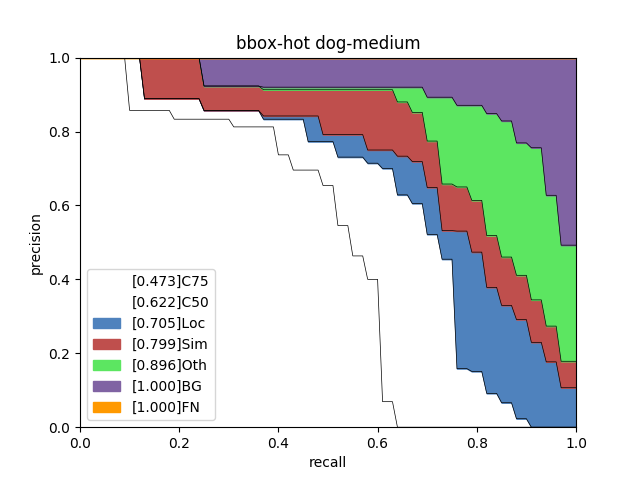 bbox-hot dog-medium
1.0
0.8
0.6
0.4
0.2
0.0
precision
[0.473]C75
[0.622]C50
[0.705]Loc
[0.799]Sim
[0.896]Oth
[1.000]BG
[1.000]FN
0.0 0.2 0.4 0.6 0.8 1.0
recall